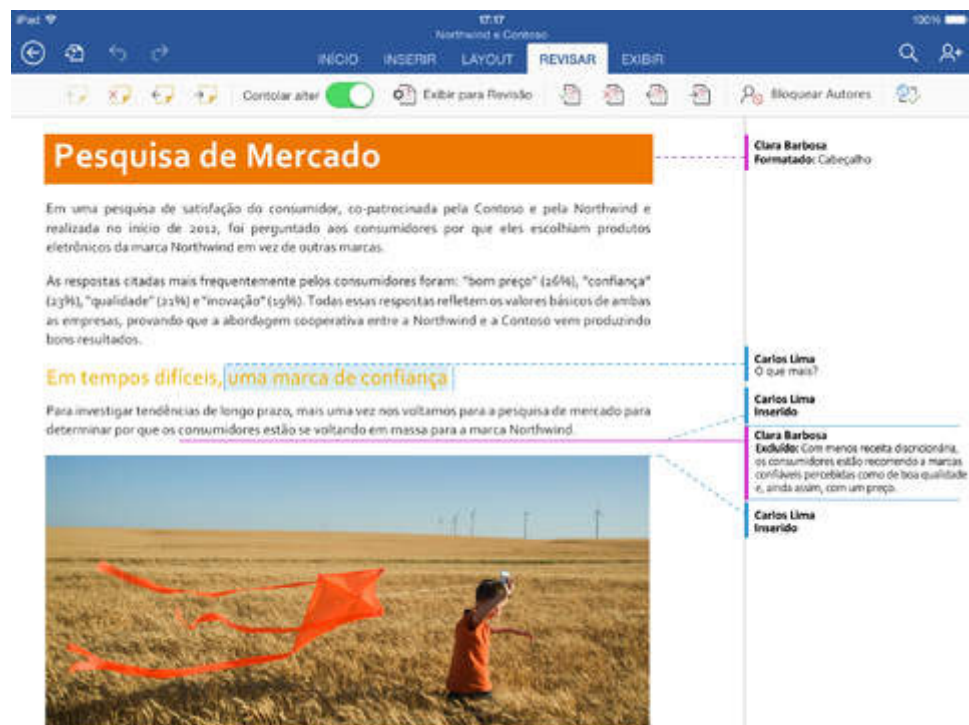 iPad
17:17
100%
Northwind e Contoso
INÍCIO INSERIR LAYOUT REVISAR EXIBIR
Contolar alter Exibir para Revisão Bloquear Autores
Pesquisa de Mercado
Em uma pesquisa de satisfação do consumidor, co-patrocinada pela Contoso e pela Northwind e
realizada no início de 2012, foi perguntado aos consumidores por que eles escolhiam produtos
eletrônicos da marca Northwind em vez de outras marcas.
As respostas citadas mais frequentemente pelos consumidores foram: "bom preço" (26%), "confiança"
(23%), "qualidade" (21%) e "inovação" (19%). Todas essas respostas refletem os valores básicos de ambas
as empresas, provando que a abordagem cooperativa entre a Northwind e a Contoso vem produzindo
bons resultados.
Em tempos difíceis, uma marca de confiança
Para investigar tendências de longo prazo, mais uma vez nos voltamos para a pesquisa de mercado para
determinar por que os consumidores estão se voltando em massa para a marca Northwind.
Clara Barbosa
Formatado: Cabeçalho
Carlos Lima
O que mais?
Carlos Lima
Inserido
Clara Barbosa
Excluído: Com menos receita discricionária,
os consumidores estão recorrendo a marcas
confiáveis percebidas como de boa qualidade
e, ainda assim, com um preço.
Carlos Lima
Inserido